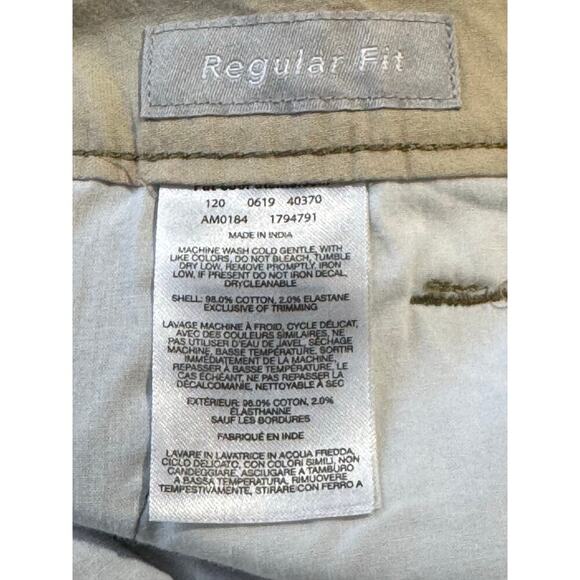 Regular Fit
120 0619 40370
AM0184 1794791
MADE IN INDIA
MACHINE WASH COLD GENTLE, WITH
LIKE COLORS, DO NOT BLEACH, TUMBLE
DRY LOW, REMOVE PROMPTLY, IRON
LOW, IF PRESENT DO NOT IRON DECAL,
DRYCLEANABLE
SHELL: 98.0% COTTON, 2.0% ELASTANE
EXCLUSIVE OF TRIMMING
LAVAGE MACHINE À FROID, CYCLE DÉLICAT,
AVEC DES COULEURS SIMILAIRES, NE
PAS UTILISER D'EAU DE JAVEL, SÉCHAGE
MACHINE, BASSE TEMPÉRATURE, SORTIR
IMMÉDIATEMENT DE LA MACHINE,
REPASSER À BASSE TEMPÉRATURE, LE
CAS ÉCHÉANT, NE PAS REPASSER LA
DÉCALCOMANIE, NETTOYABLE À SEC
EXTÉRIEUR: 98.0% COTON, 2.0%
ÉLASTHANNE
SAUF LES BORDURES
FABRIQUÉ EN INDE
LAVARE IN LAVATRICE IN ACQUA FREDDA,
CICLO DELICATO, CON COLORI SIMILI, NON
CANDEGGIARE, ASCIUGARE A TAMBURO
A BASSA TEMPERATURA, RIMUOVERE
TEMPESTIVAMENTE, STIRARE CON FERRO A